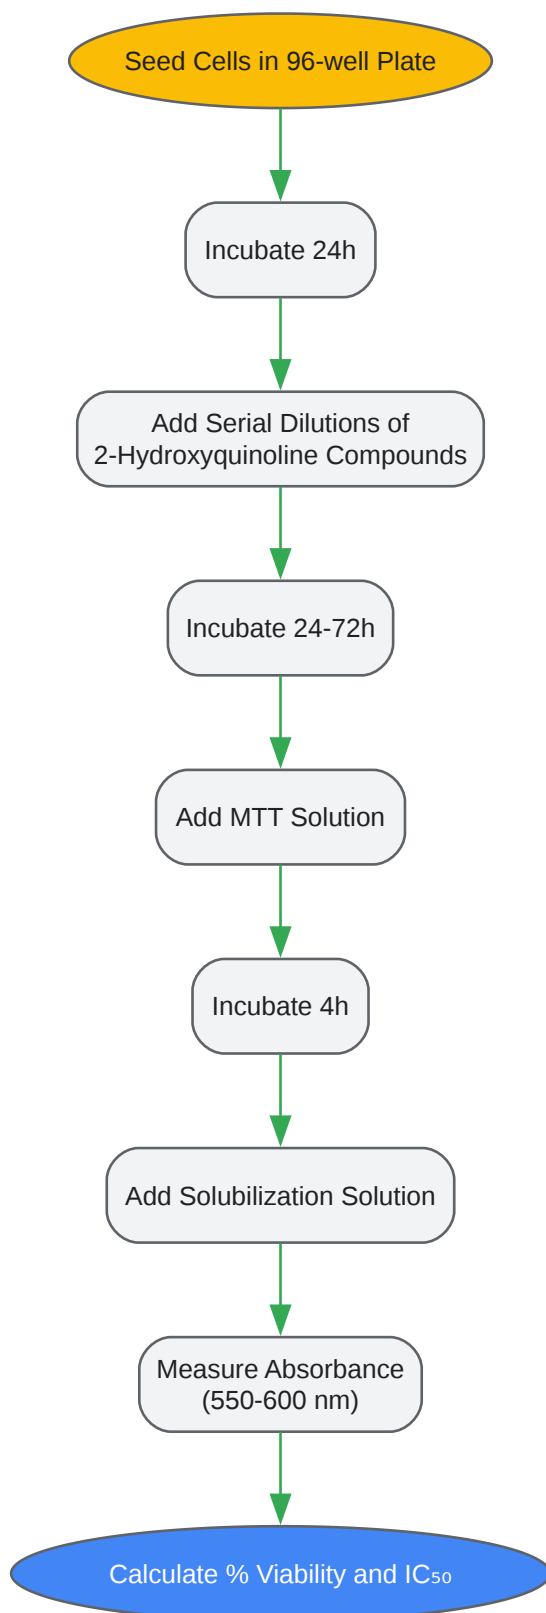 Seed Cells in 96-well Plate
Incubate 24h
Add Serial Dilutions of
2-Hydroxyquinoline Compounds
Incubate 24-72h
Add MTT Solution
Incubate 4h
Add Solubilization Solution
Measure Absorbance
(550-600 nm)
Calculate % Viability and IC₅₀